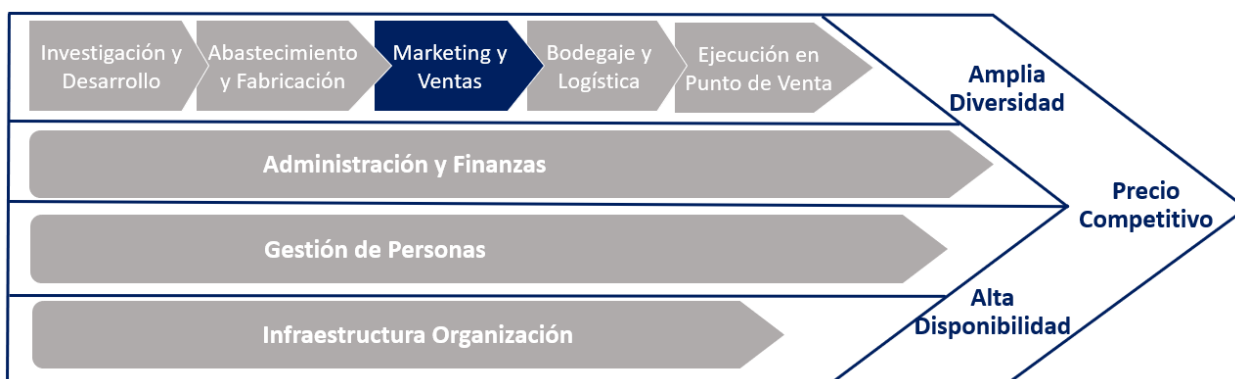 Investigación y
Desarrollo
Abastecimiento
y Fabricación
Marketing y
Ventas
Bodegaje y
Logística
Ejecución en
Punto de Venta
Amplia
Diversidad
Administración y Finanzas
Precio
Competitivo
Gestión de Personas
Alta
Disponibilidad
Infraestructura Organización